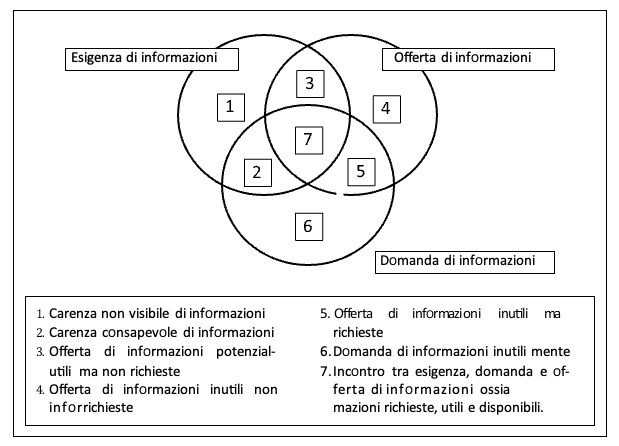 Esigenza di informazioni
Offerta di informazioni
3
1
4
7
2
5
6
Domanda di informazioni
1. Carenza non visibile di informazioni
2. Carenza consapevole di informazioni
3. Offerta di informazioni potenzial-
utili ma non richieste
4. Offerta di informazioni inutili non
inforrichieste
5. Offerta di informazioni inutili ma
richieste
6. Domanda di informazioni inutili mente
7. Incontro tra esigenza, domanda e of-
ferta di informazioni ossia
mazioni richieste, utili e disponibili.